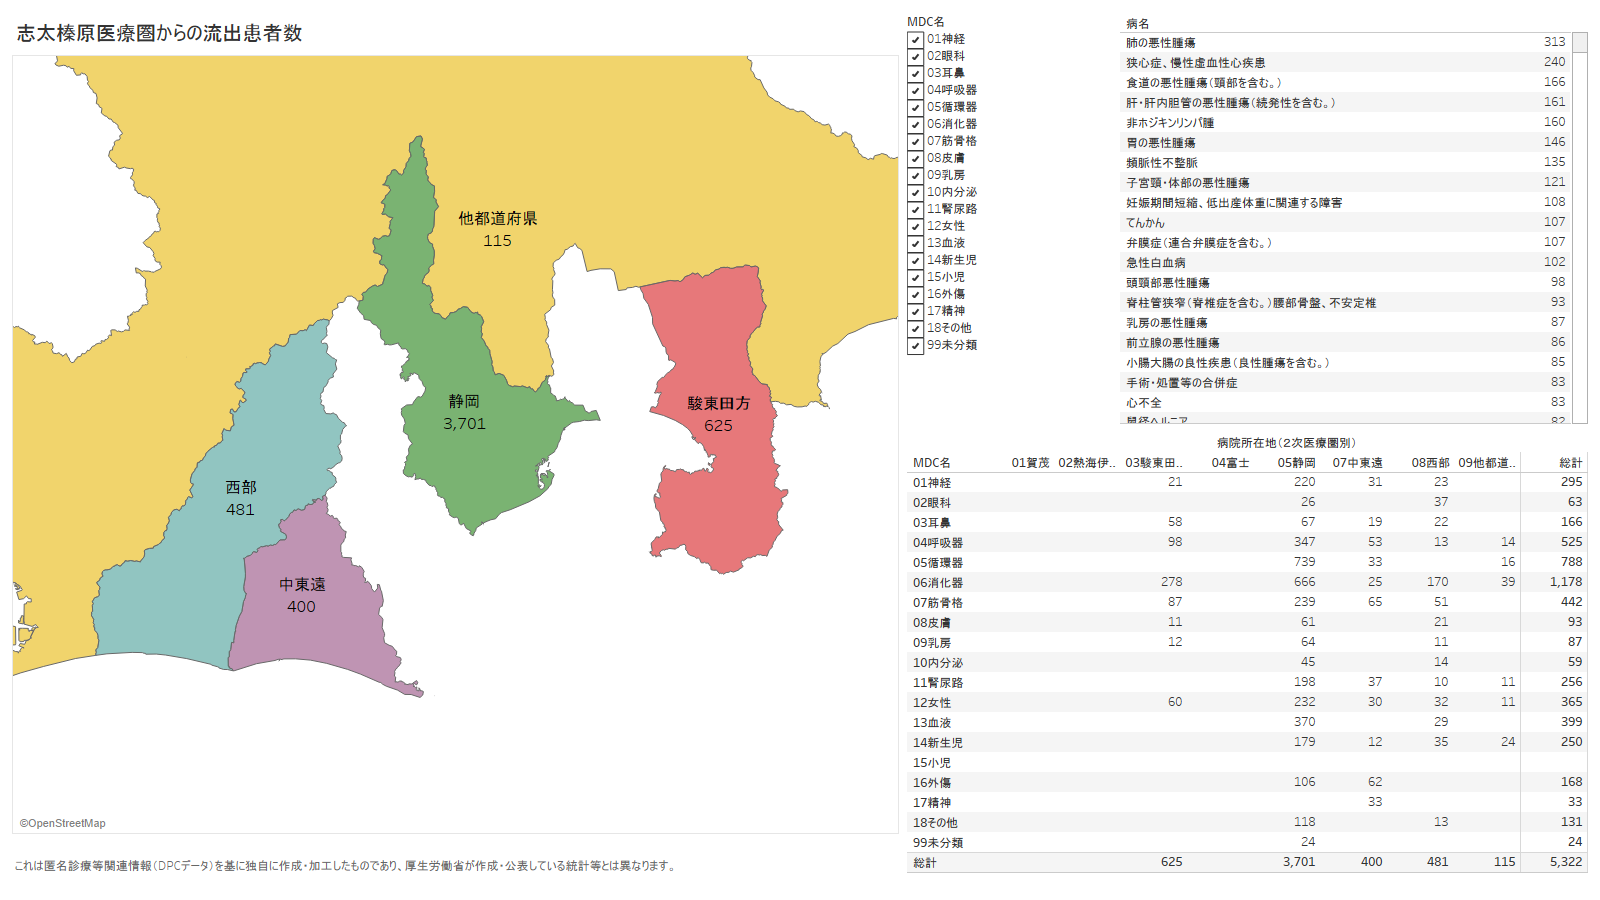 志太榛原医療圏からの流出患者数
他都道府県
115
静岡
3,701
駿東田方
625
西部
481
中東遠
400
©OpenStreetMap
これは匿名診療等関連情報（DPCデータ）を基に独自に作成・加工したものであり、厚生労働省が作成・公表している統計等とは異なります。
MDC名
01神経
02眼科
03耳鼻
04呼吸器
05循環器
06消化器
07筋骨格
08皮膚
09乳房
10内分泌
11腎尿路
12女性
13血液
14新生児
15小児
16外傷
17精神
18その他
99未分類
病名
肺の悪性腫瘍 313
狭心症、慢性虚血性心疾患 240
食道の悪性腫瘍（頸部を含む。） 166
肝・肝内胆管の悪性腫瘍（続発性を含む。） 161
非ホジキンリンパ腫 160
胃の悪性腫瘍 146
頻脈性不整脈 135
子宮頸・体部の悪性腫瘍 121
妊娠期間短縮、低出産体重に関連する障害 108
てんかん 107
弁膜症（連合弁膜症を含む。） 107
急性白血病 102
頭頸部悪性腫瘍 98
脊柱管狭窄（脊椎症を含む。）腰部骨盤、不安定椎 93
乳房の悪性腫瘍 87
前立腺の悪性腫瘍 86
小腸大腸の良性疾患（良性腫瘍を含む。） 85
手術・処置等の合併症 83
心不全 83
鼠径ヘルニア 82
病院所在地（２次医療圏別）
MDC名 01賀茂 02熱海伊.. 03駿東田.. 04富士 05静岡 07中東遠 08西部 09他都道.. 総計
01神経 21 220 31 23 295
02眼科 26 37 63
03耳鼻 58 67 19 22 166
04呼吸器 98 347 53 13 14 525
05循環器 739 33 16 788
06消化器 278 666 25 170 39 1,178
07筋骨格 87 239 65 51 442
08皮膚 11 61 21 93
09乳房 12 64 11 87
10内分泌 45 14 59
11腎尿路 198 37 10 11 256
12女性 60 232 30 32 11 365
13血液 370 29 399
14新生児 179 12 35 24 250
15小児
16外傷 106 62 168
17精神 33 33
18その他 118 13 131
99未分類 24 24
総計 625 3,701 400 481 115 5,322